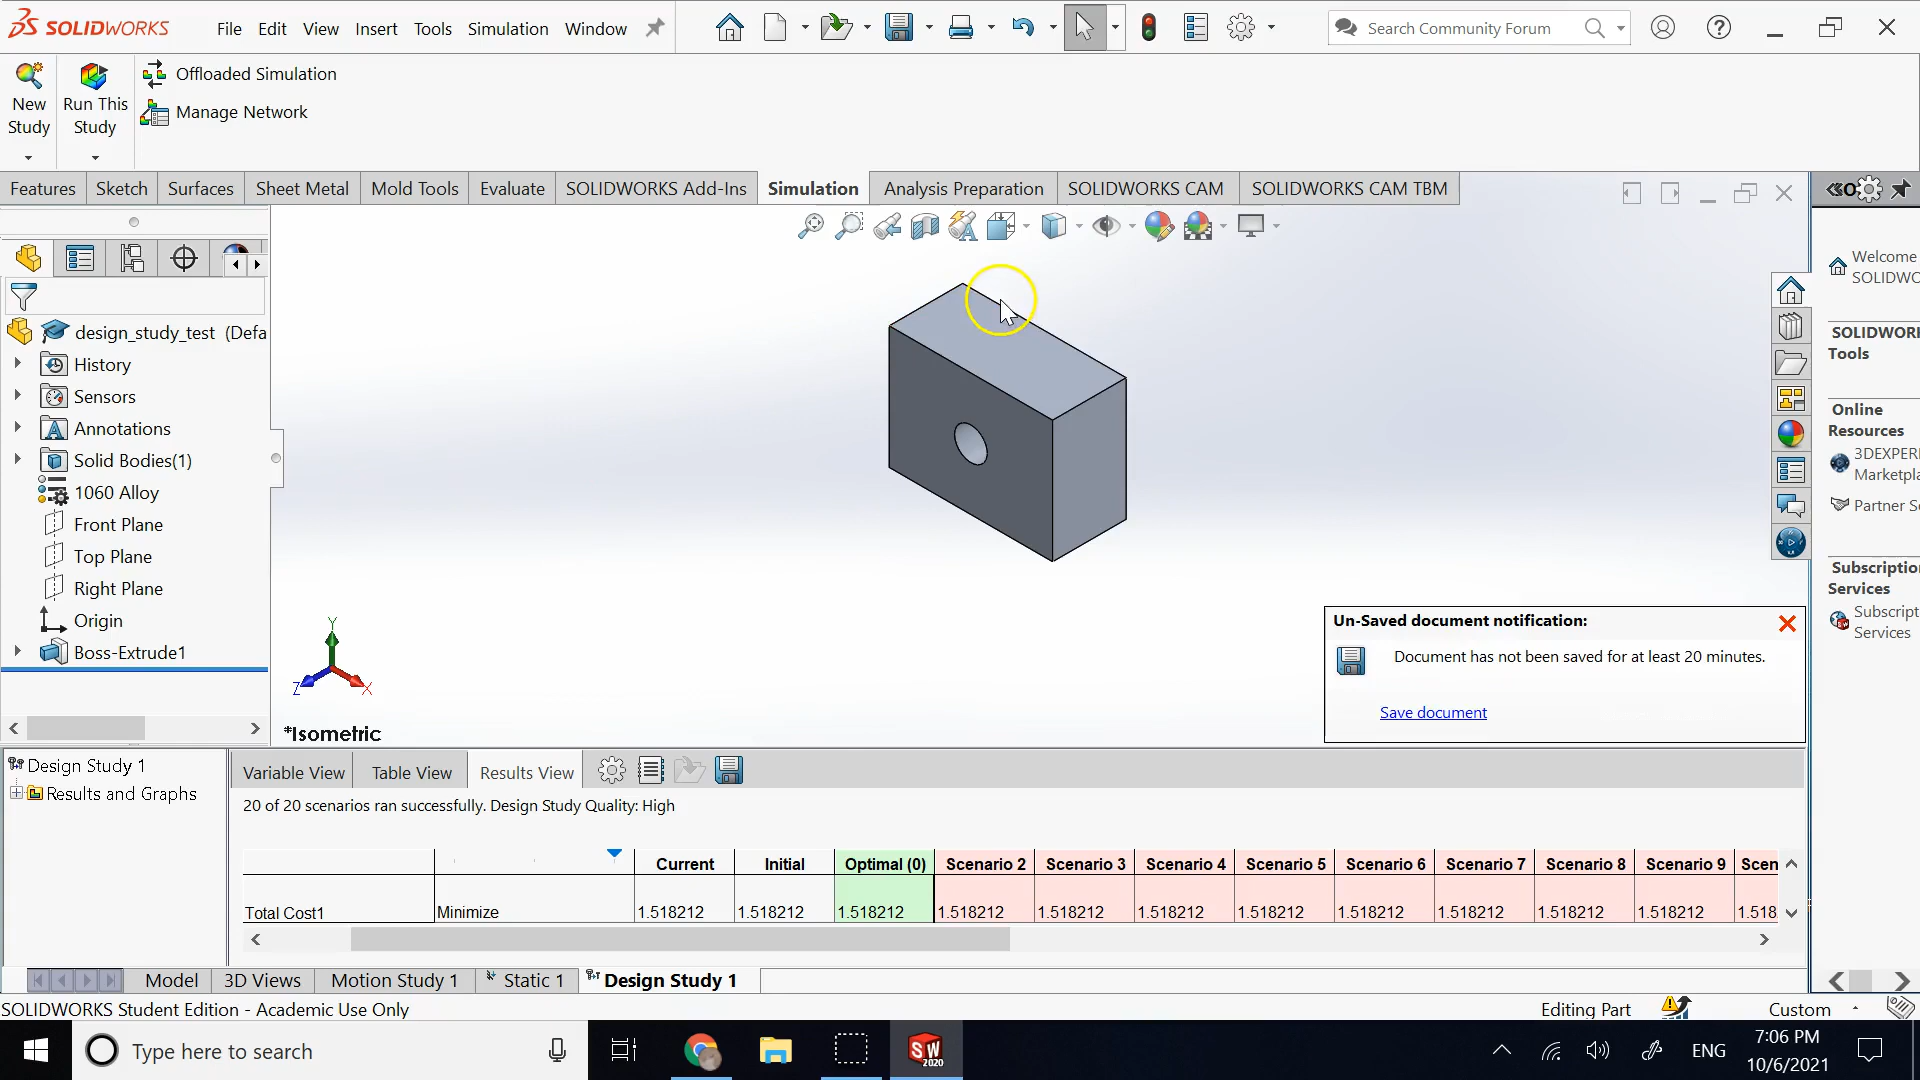 SOLIDWORKS File Edit View Insert Tools Simulation Window Search Community Forum
New Study
Run This Study
Offloaded Simulation
Manage Network
Features Sketch Surfaces Sheet Metal Mold Tools Evaluate SOLIDWORKS Add-Ins Simulation Analysis Preparation SOLIDWORKS CAM SOLIDWORKS CAM TBM
design_study_test (Defa
History
Sensors
Annotations
Solid Bodies(1)
1060 Alloy
Front Plane
Top Plane
Right Plane
Origin
Boss-Extrude1
Y
Z
X
*Isometric
Welcome
SOLIDWO
SOLIDWORK
Tools
Online
Resources
3DEXPERI
Marketpla
Partner So
Subscription
Services
Subscript
Services
Un-Saved document notification:
Document has not been saved for at least 20 minutes.
Save document
Design Study 1
Results and Graphs
Variable View Table View Results View
20 of 20 scenarios ran successfully. Design Study Quality: High
Current Initial Optimal (0) Scenario 2 Scenario 3 Scenario 4 Scenario 5 Scenario 6 Scenario 7 Scenario 8 Scenario 9 Scen
Total Cost1 Minimize 1.518212 1.518212 1.518212 1.518212 1.518212 1.518212 1.518212 1.518212 1.518212 1.518212 1.518212 1.518
Model 3D Views Motion Study 1 Static 1 Design Study 1
SOLIDWORKS Student Edition - Academic Use Only Editing Part Custom
Type here to search
SW 2020
ENG
7:06 PM
10/6/2021